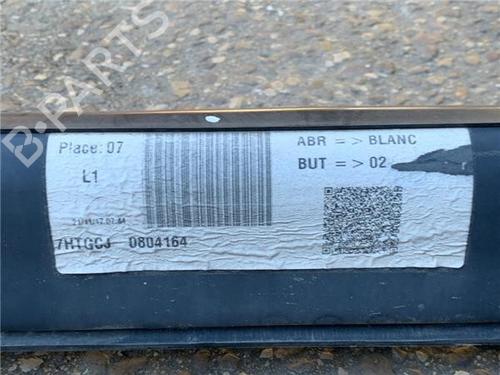 B-PARTS
Place: 07
L1
7HTGCJ 0804164
ABR = > BLANC
BUT = > 02